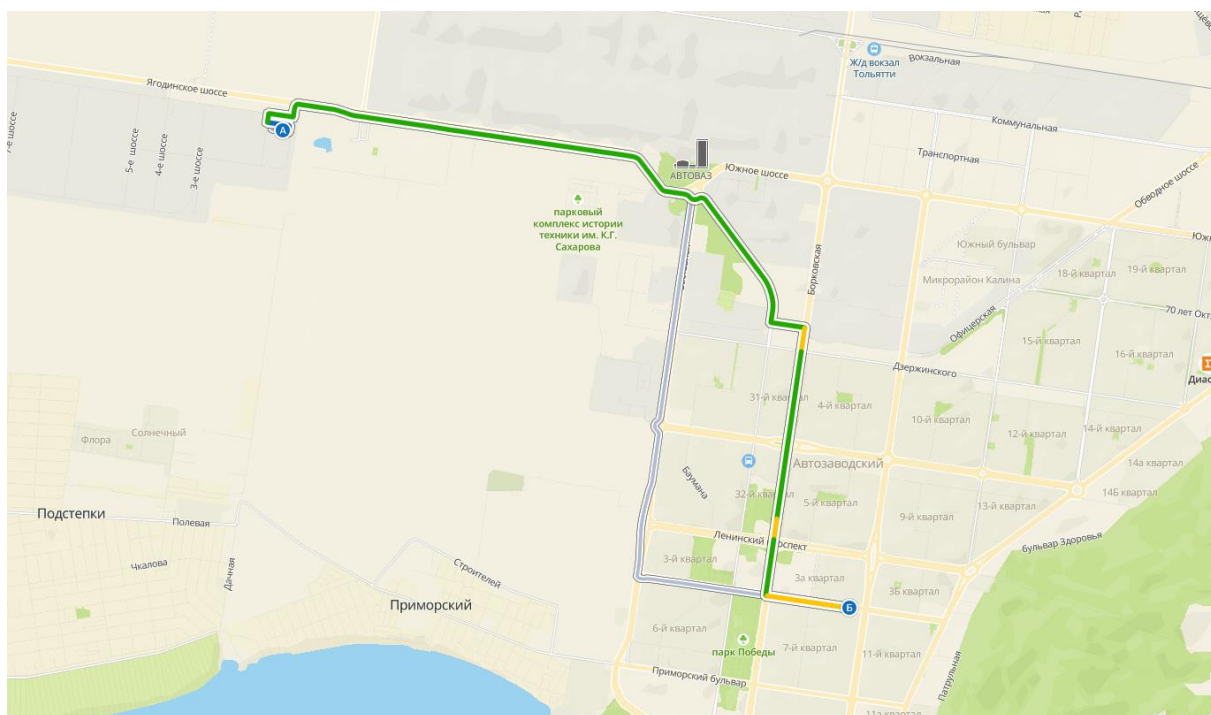 Ж/д вокзал
Тольятти
Вокзальная
Ягодинское шоссе
Коммунальная
7-е шоссе
5-е шоссе
4-е шоссе
3-е шоссе
А
Транспортная
АВТОВАЗ
Южное шоссе
Обводное шоссе
парковый
комплекс истории
техники им. К.Г.
Сахарова
Борковская
Южный бульвар
Микрорайон Калина
18-й квартал
19-й квартал
Офицерская
70 лет Окт
15-й квартал
16-й квартал
Дзержинского
Диас
31-й квартал
4-й квартал
10-й квартал
12-й квартал
14-й квартал
Флора
Солнечный
Автозаводский
14а квартал
Баумана
32-й квартал
5-й квартал
13-й квартал
14Б квартал
9-й квартал
Подстепки
Полевая
Ленинский проспект
бульвар Здоровья
Чкалова
Дачная
Строителей
3-й квартал
3а квартал
3Б квартал
Приморский
Б
6-й квартал
парк Победы
7-й квартал
11-й квартал
Приморский бульвар
Патрульная
11а квартал